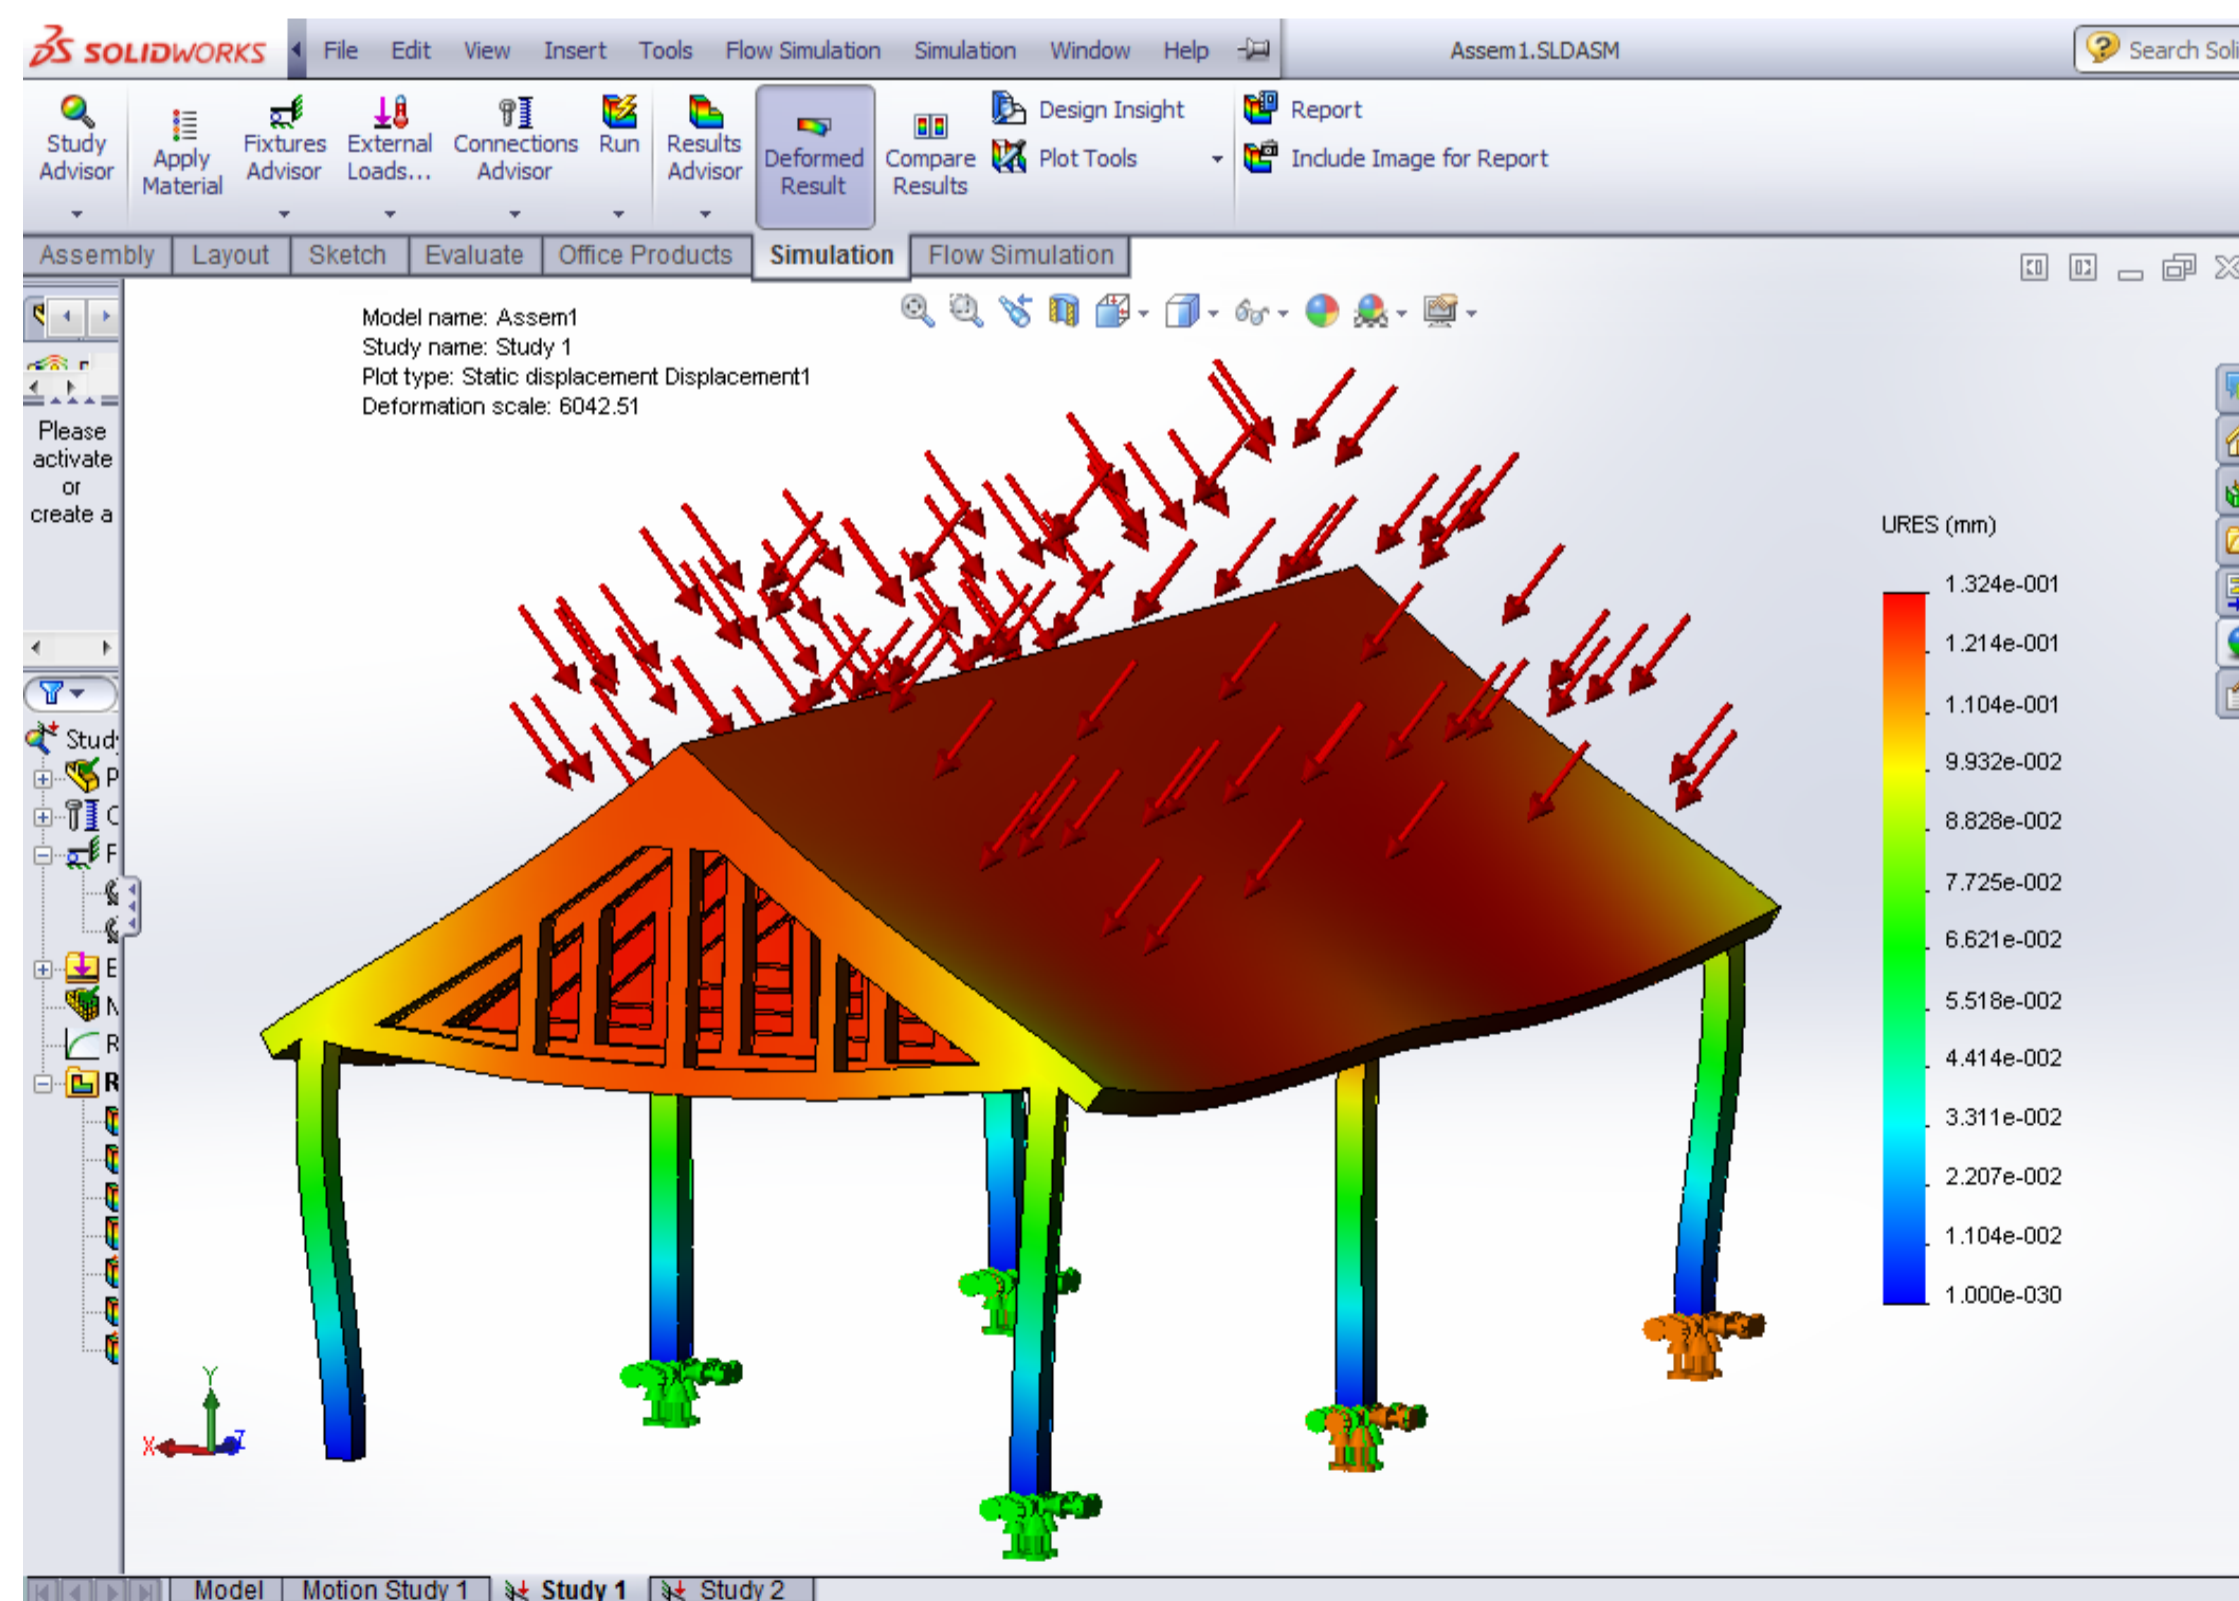 SOLIDWORKS File Edit View Insert Tools Flow Simulation Simulation Window Help Assem1.SLDASM Search Soli
Study Advisor
Apply Material
Fixtures Advisor
External Loads...
Connections Advisor
Run
Results Advisor
Deformed Result
Compare Results
Design Insight
Plot Tools
Report
Include Image for Report
Assembly Layout Sketch Evaluate Office Products Simulation Flow Simulation
Model name: Assem1
Study name: Study 1
Plot type: Static displacement Displacement1
Deformation scale: 6042.51
Please
activate
or
create a
Stud
P
C
F
E
N
R
R
URES (mm)
1.324e-001
1.214e-001
1.104e-001
9.932e-002
8.828e-002
7.725e-002
6.621e-002
5.518e-002
4.414e-002
3.311e-002
2.207e-002
1.104e-002
1.000e-030
Y
X
Z
Model Motion Study 1 Study 1 Study 2